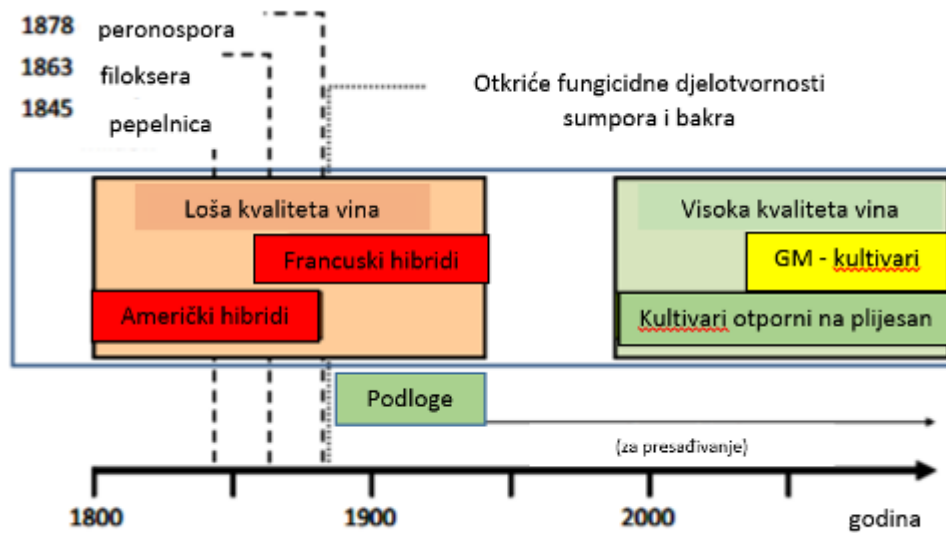 1878 peronospora
1863 filoksera
1845 pepelnica
Otkriće fungicidne djelotvornosti
sumpora i bakra
Loša kvaliteta vina
Visoka kvaliteta vina
Francuski hibridi
GM - kultivari
Américki hibridi
Kultivari otporni na plijesan
Podloge
(za presađivanje)
1800
1900
2000
godina